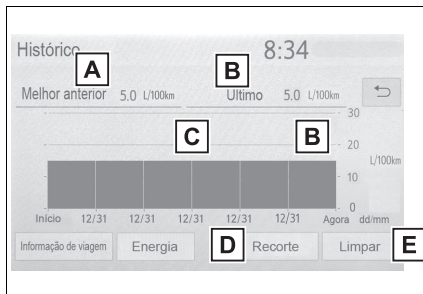 Histórico 8:34
A B
Melhor anterior 5.0 L/100km Último 5.0 L/100km
30
C B
20
L/100km
10
0
Início 12/31 12/31 12/31 12/31 12/31 Agora dd/mm
Informação de viagem Energia D Recorte Limpar E